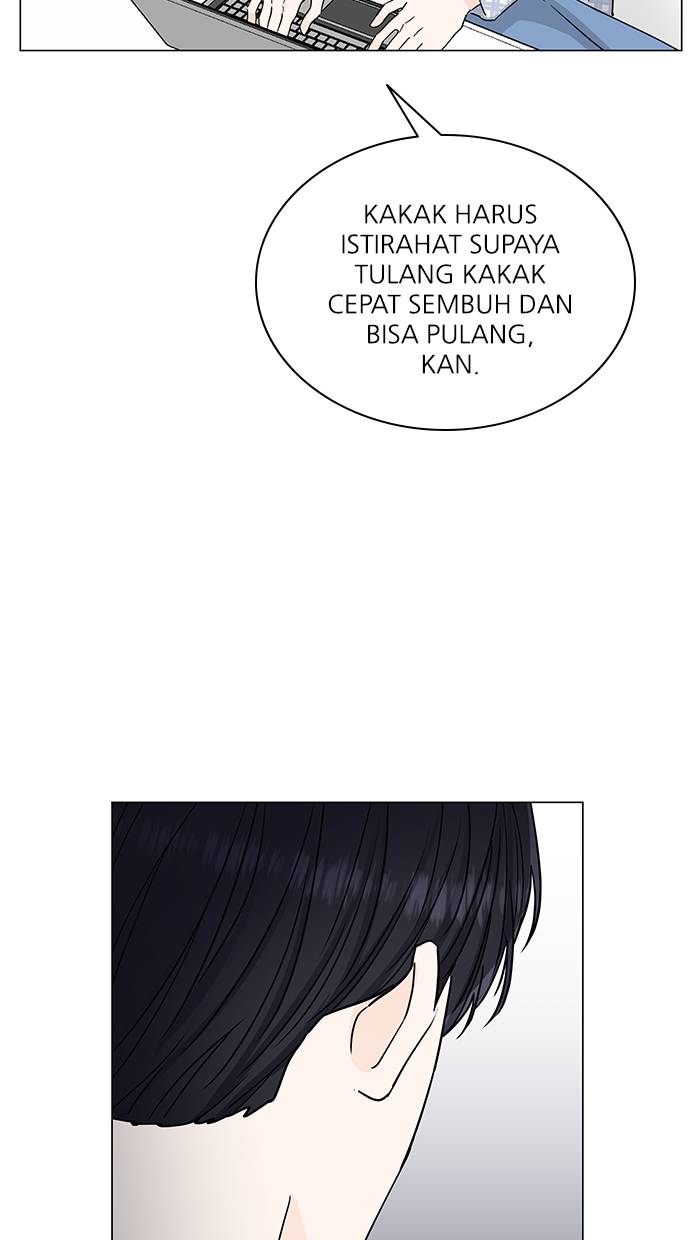 KAKAK HARUS
ISTIRAHAT SUPAYA
TULANG KAKAK
CEPAT SEMBUH DAN
BISA PULANG,
KAN.